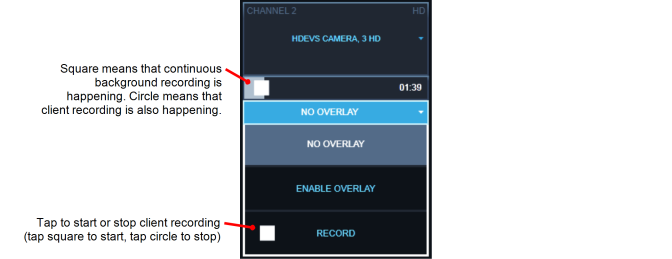 CHANNEL 2 HD
HDEVS CAMERA, 3 HD
Square means that continuous
background recording is
happening. Circle means that
client recording is also happening.
01:39
NO OVERLAY
NO OVERLAY
ENABLE OVERLAY
Tap to start or stop client recording
(tap square to start, tap circle to stop)
RECORD